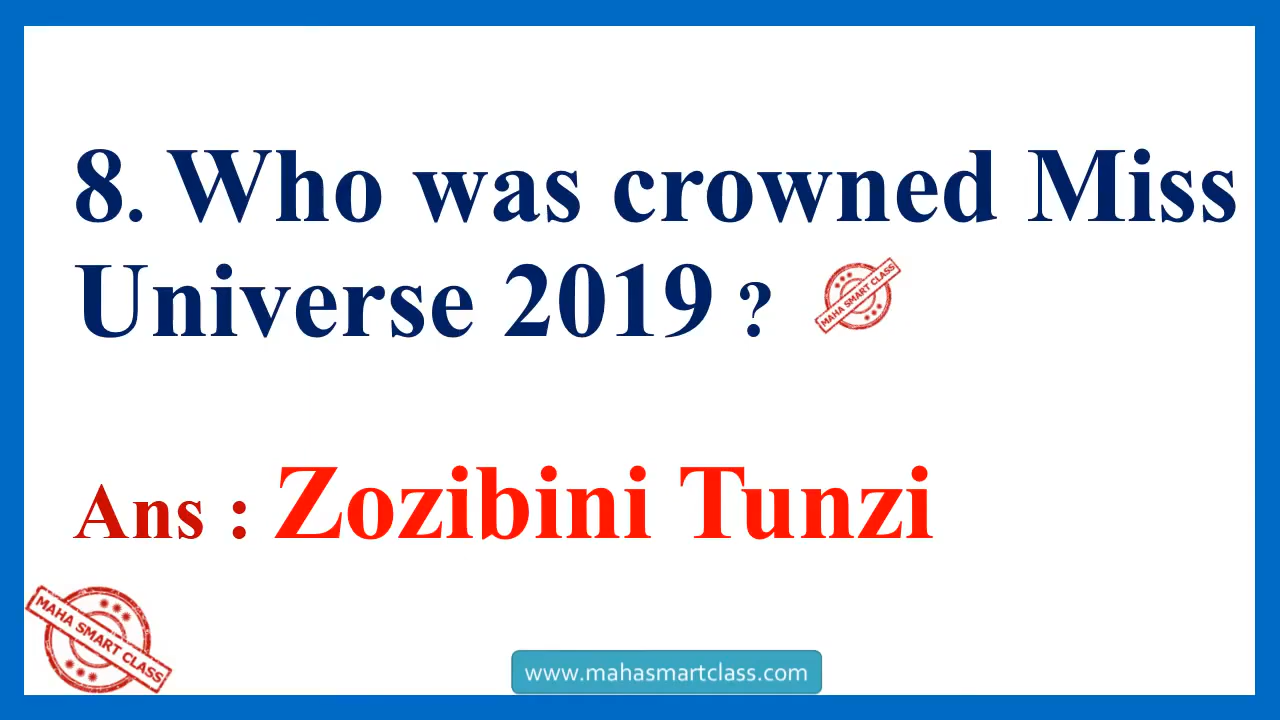 8. Who was crowned Miss
Universe 2019 ?
MAHA SMART CLASS
Ans : Zozibini Tunzi
MAHA SMART CLASS
www.mahasmartclass.com